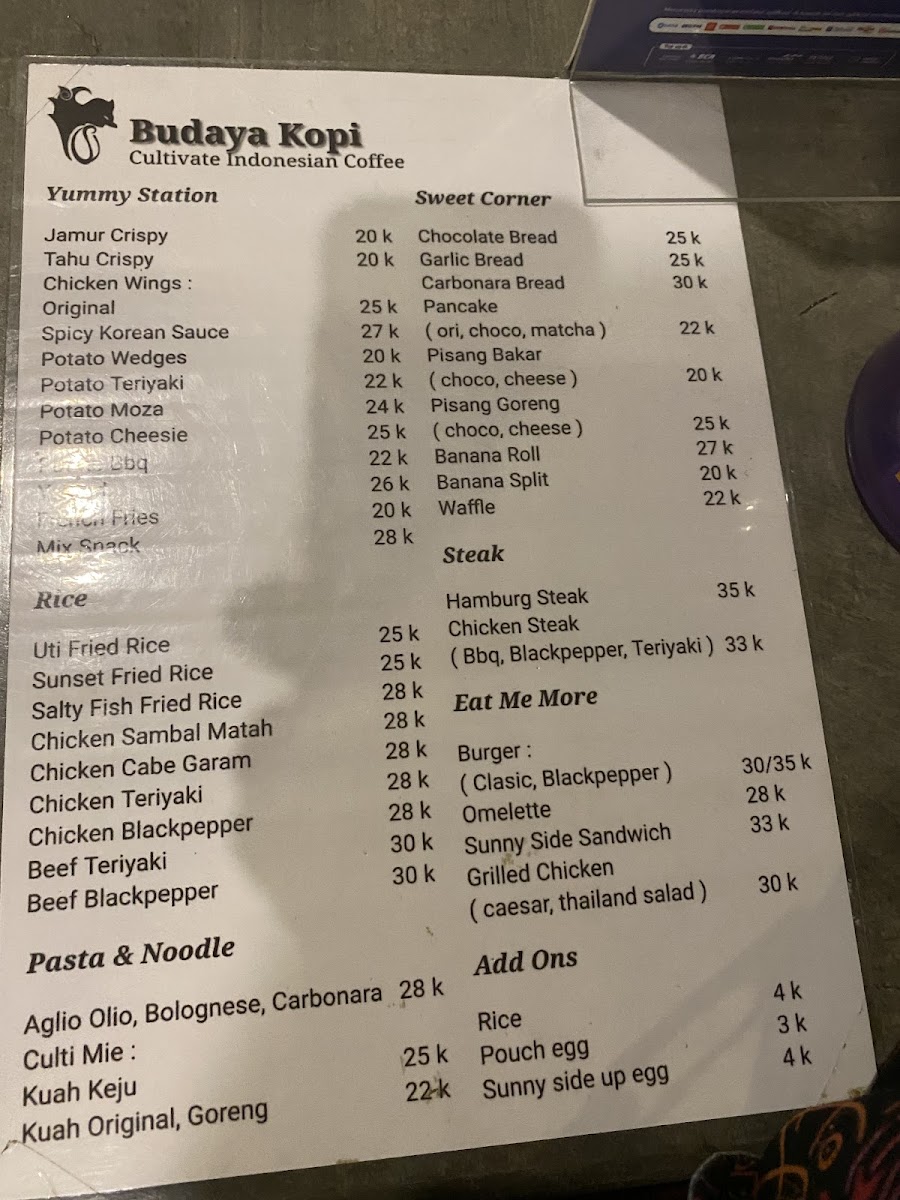 Budaya Kopi
Cultivate Indonesian Coffee
Yummy Station
Jamur Crispy 20 k
Tahu Crispy 20 k
Chicken Wings :
Original 25 k
Spicy Korean Sauce 27 k
Potato Wedges 20 k
Potato Teriyaki 22 k
Potato Moza 24 k
Potato Cheesie 25 k
Bbq 22 k
26 k
French Fries 20 k
Mix Snack 28 k
Rice
Uti Fried Rice 25 k
Sunset Fried Rice 25 k
Salty Fish Fried Rice 28 k
Chicken Sambal Matah 28 k
Chicken Cabe Garam 28 k
Chicken Teriyaki 28 k
Chicken Blackpepper 28 k
Beef Teriyaki 30 k
Beef Blackpepper 30 k
Pasta & Noodle
Aglio Olio, Bolognese, Carbonara 28 k
Culti Mie :
Kuah Keju 25 k
Kuah Original, Goreng 22 k
Sweet Corner
Chocolate Bread 25 k
Garlic Bread 25 k
Carbonara Bread 30 k
Pancake
( ori, choco, matcha ) 22 k
Pisang Bakar
( choco, cheese ) 20 k
Pisang Goreng
( choco, cheese ) 25 k
Banana Roll 27 k
Banana Split 20 k
Waffle 22 k
Steak
Hamburg Steak 35 k
Chicken Steak
( Bbq, Blackpepper, Teriyaki ) 33 k
Eat Me More
Burger :
( Clasic, Blackpepper ) 30/35 k
Omelette 28 k
Sunny Side Sandwich 33 k
Grilled Chicken
( caesar, thailand salad ) 30 k
Add Ons
Rice 4 k
Pouch egg 3 k
Sunny side up egg 4 k